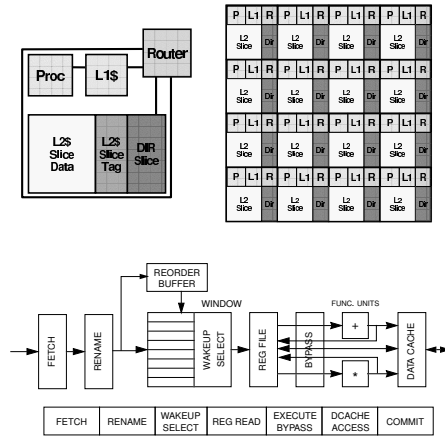 Router
Proc
L1$
L2$ Slice Data
L2$ Slice Tag
DIR Slice
P L1 R P L1 R P L1 R P L1 R
L2 Slice Dir L2 Slice Dir L2 Slice Dir L2 Slice Dir
P L1 R P L1 R P L1 R P L1 R
L2 Slice Dir L2 Slice Dir L2 Slice Dir L2 Slice Dir
P L1 R P L1 R P L1 R P L1 R
L2 Slice Dir L2 Slice Dir L2 Slice Dir L2 Slice Dir
P L1 R P L1 R P L1 R P L1 R
L2 Slice Dir L2 Slice Dir L2 Slice Dir L2 Slice Dir
REORDER
BUFFER
WINDOW
FUNC. UNITS
FETCH
RENAME
WAKEUP
SELECT
REG FILE
BYPASS
+
*
DATA CACHE
FETCH
RENAME
WAKEUP
SELECT
REG READ
EXECUTE
BYPASS
DCACHE
ACCESS
COMMIT